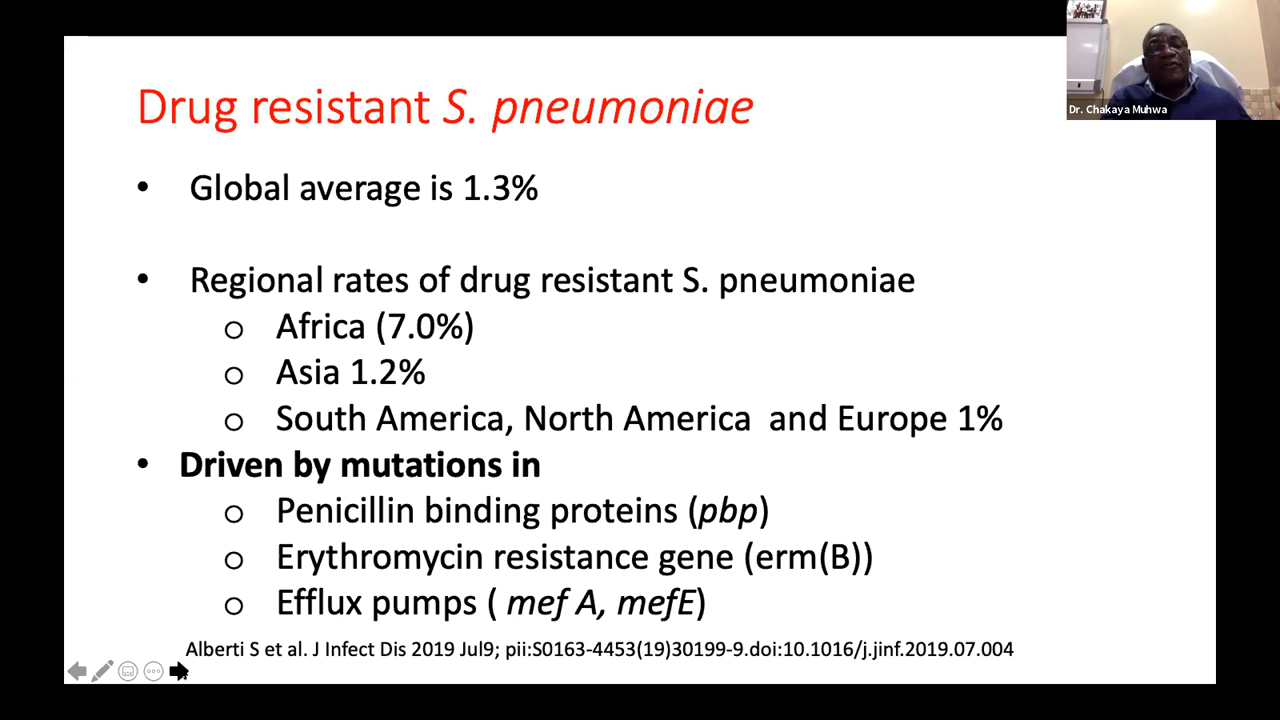 Drug resistant S. pneumoniae
Dr. Chakaya Muhwa
• Global average is 1.3%
• Regional rates of drug resistant S. pneumoniae
o Africa (7.0%)
o Asia 1.2%
o South America, North America and Europe 1%
• Driven by mutations in
o Penicillin binding proteins (pbp)
o Erythromycin resistance gene (erm(B))
o Efflux pumps ( mef A, mefE)
Alberti S et al. J Infect Dis 2019 Jul9; pii:S0163-4453(19)30199-9.doi:10.1016/j.jinf.2019.07.004